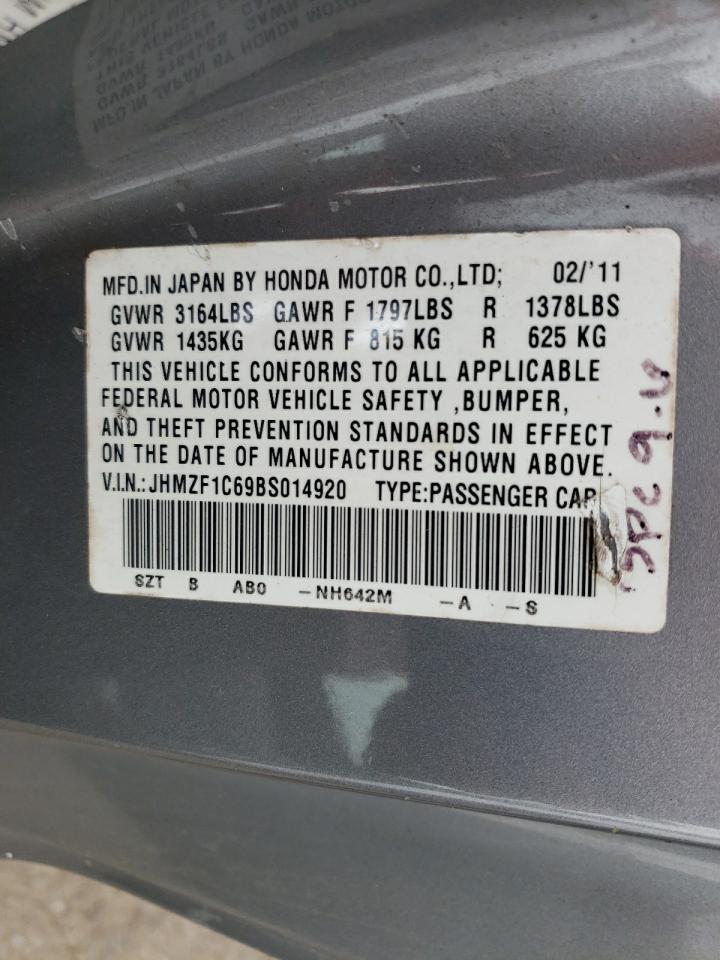 MFD.IN JAPAN BY HONDA MOTOR CO.,LTD; 02/'11
GVWR 3164LBS GAWR F 1797LBS R 1378LBS
GVWR 1435KG GAWR F 815 KG R 625 KG
THIS VEHICLE CONFORMS TO ALL APPLICABLE
FEDERAL MOTOR VEHICLE SAFETY ,BUMPER,
AND THEFT PREVENTION STANDARDS IN EFFECT
ON THE DATE OF MANUFACTURE SHOWN ABOVE.
V.I.N.:JHMZF1C69BS014920 TYPE:PASSENGER CAR
SZT B AB0 -NH642M -A -S